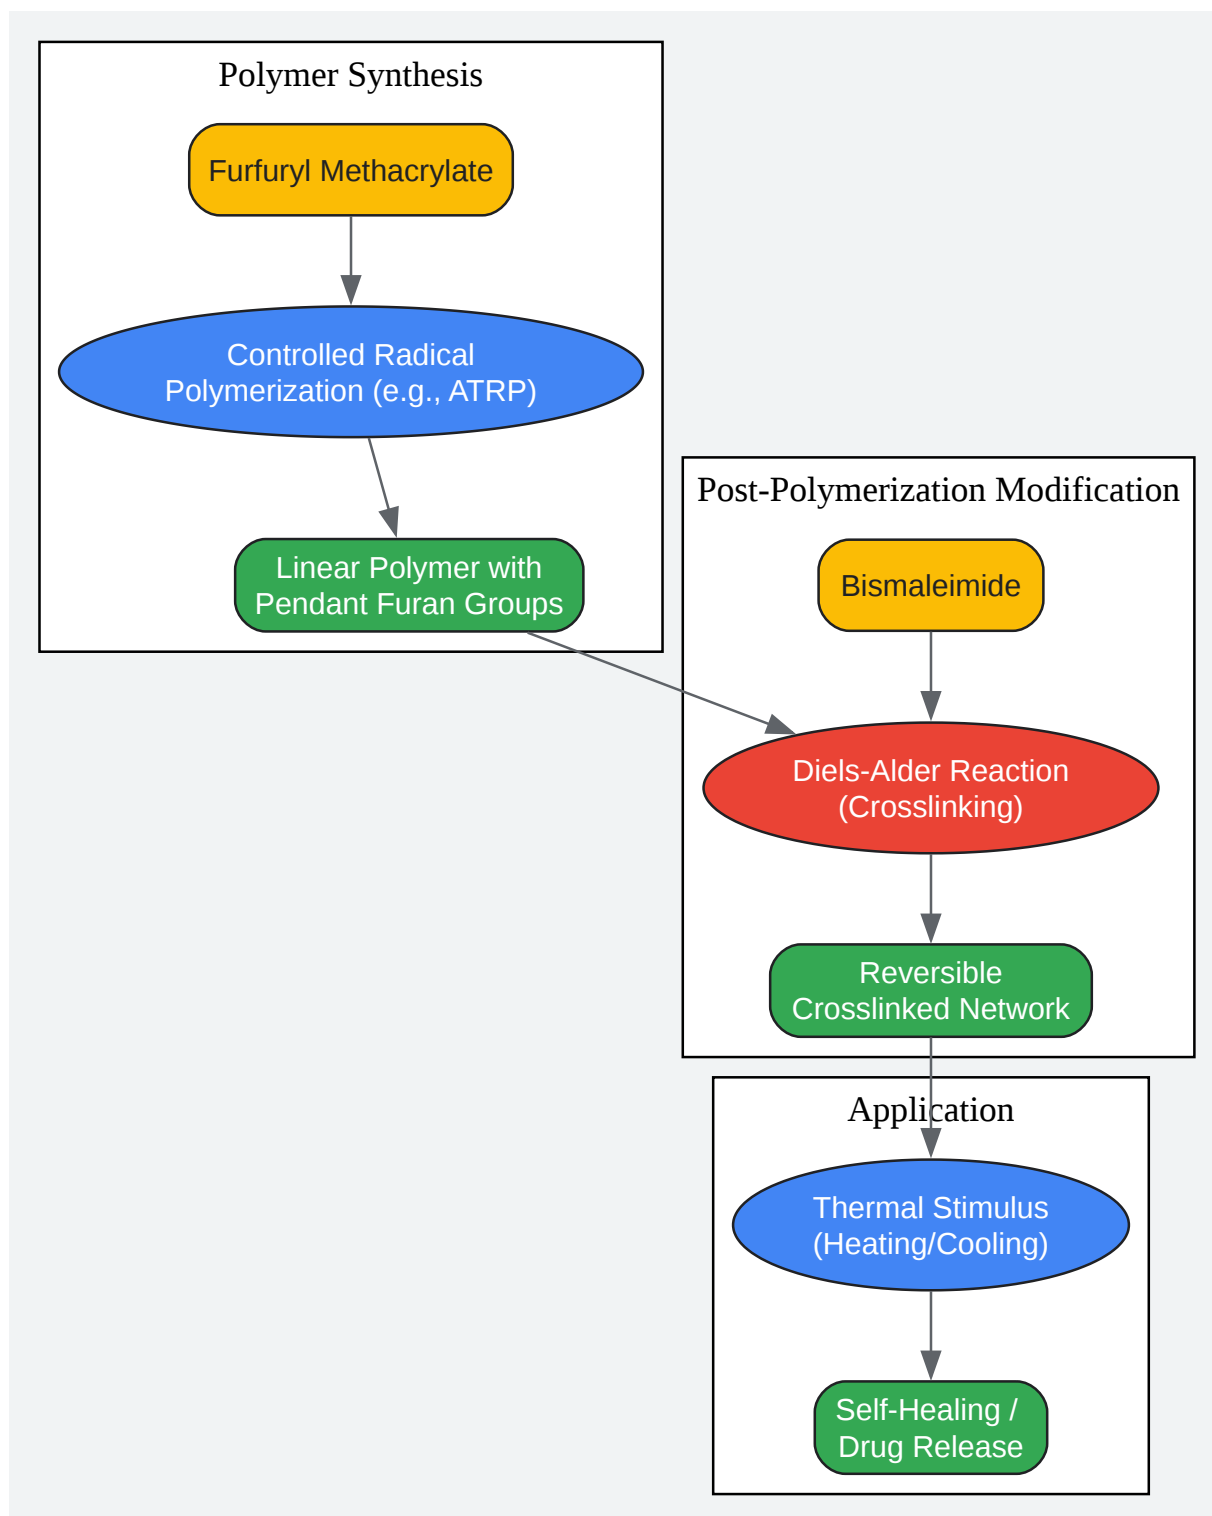 Polymer Synthesis
Furfuryl Methacrylate
Controlled Radical
Polymerization (e.g., ATRP)
Linear Polymer with
Pendant Furan Groups
Post-Polymerization Modification
Bismaleimide
Diels-Alder Reaction
(Crosslinking)
Reversible
Crosslinked Network
Application
Thermal Stimulus
(Heating/Cooling)
Self-Healing /
Drug Release